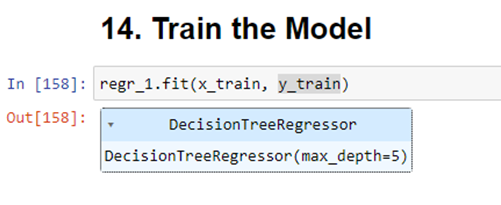 14. Train the Model
In [158]: regr_1.fit(x_train, y_train)
Out[158]: DecisionTreeRegressor
DecisionTreeRegressor(max_depth=5)